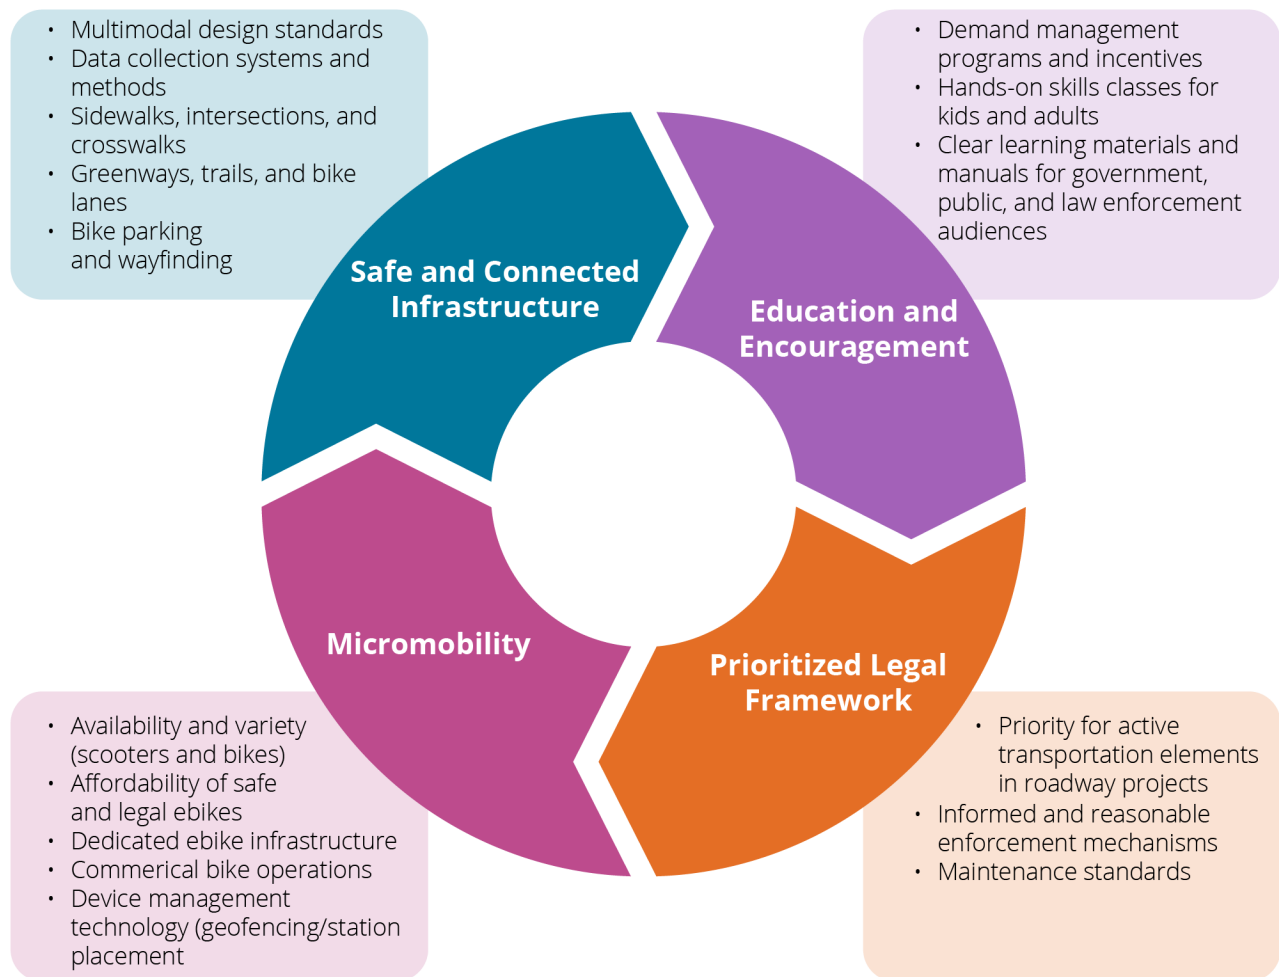 • Multimodal design standards
• Data collection systems and
methods
• Sidewalks, intersections, and
crosswalks
• Greenways, trails, and bike
lanes
• Bike parking
and wayfinding
• Demand management
programs and incentives
• Hands-on skills classes for
kids and adults
• Clear learning materials and
manuals for government,
public, and law enforcement
audiences
Safe and Connected
Infrastructure
Education and
Encouragement
Micromobility
Prioritized Legal
Framework
• Availability and variety
(scooters and bikes)
• Affordability of safe
and legal ebikes
• Dedicated ebike infrastructure
• Commerical bike operations
• Device management
technology (geofencing/station
placement
• Priority for active
transportation elements
in roadway projects
• Informed and reasonable
enforcement mechanisms
• Maintenance standards